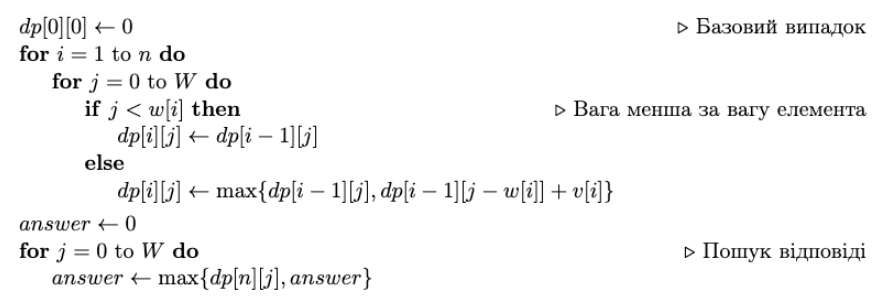 dp[0][0] ← 0 ▷ Базовий випадок
for i = 1 to n do
for j = 0 to W do
if j < w[i] then ▷ Вага менша за вагу елемента
dp[i][j] ← dp[i − 1][j]
else
dp[i][j] ← max{dp[i − 1][j], dp[i − 1][j − w[i]] + v[i]}
answer ← 0
for j = 0 to W do ▷ Пошук відповіді
answer ← max{dp[n][j], answer}